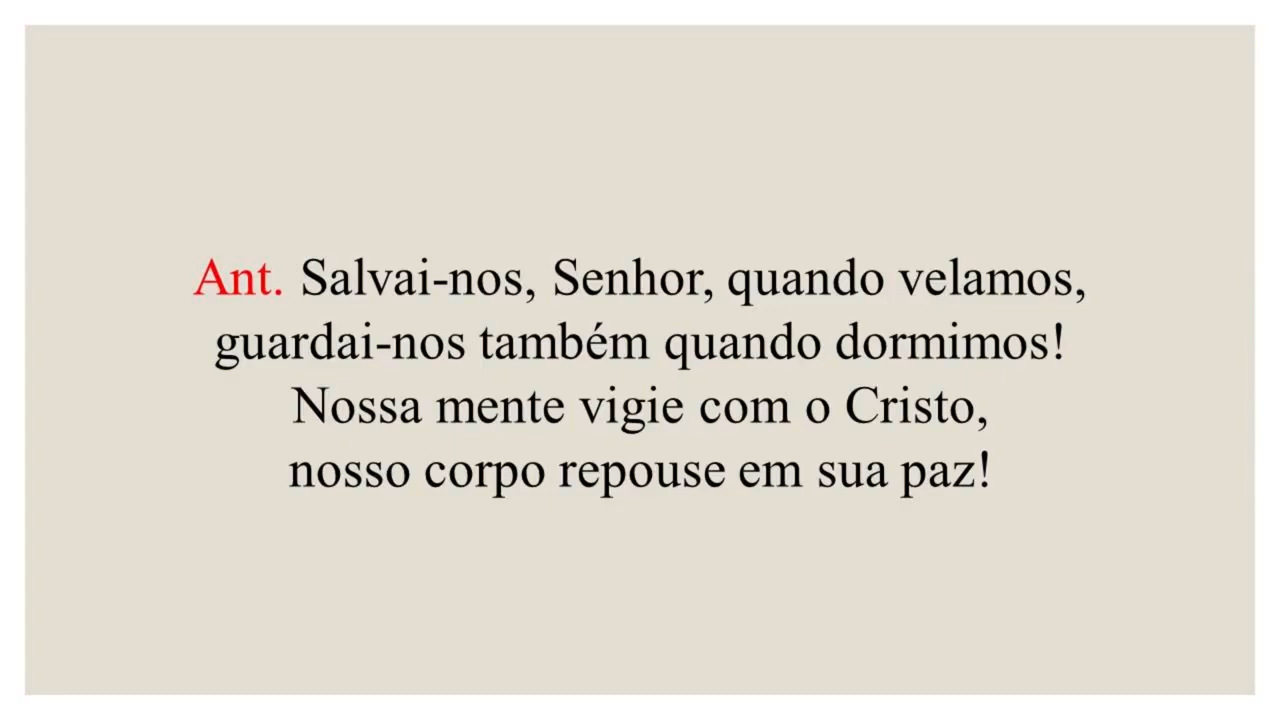 Ant. Salvai-nos, Senhor, quando velamos,
guardai-nos também quando dormimos!
Nossa mente vigie com o Cristo,
nosso corpo repouse em sua paz!